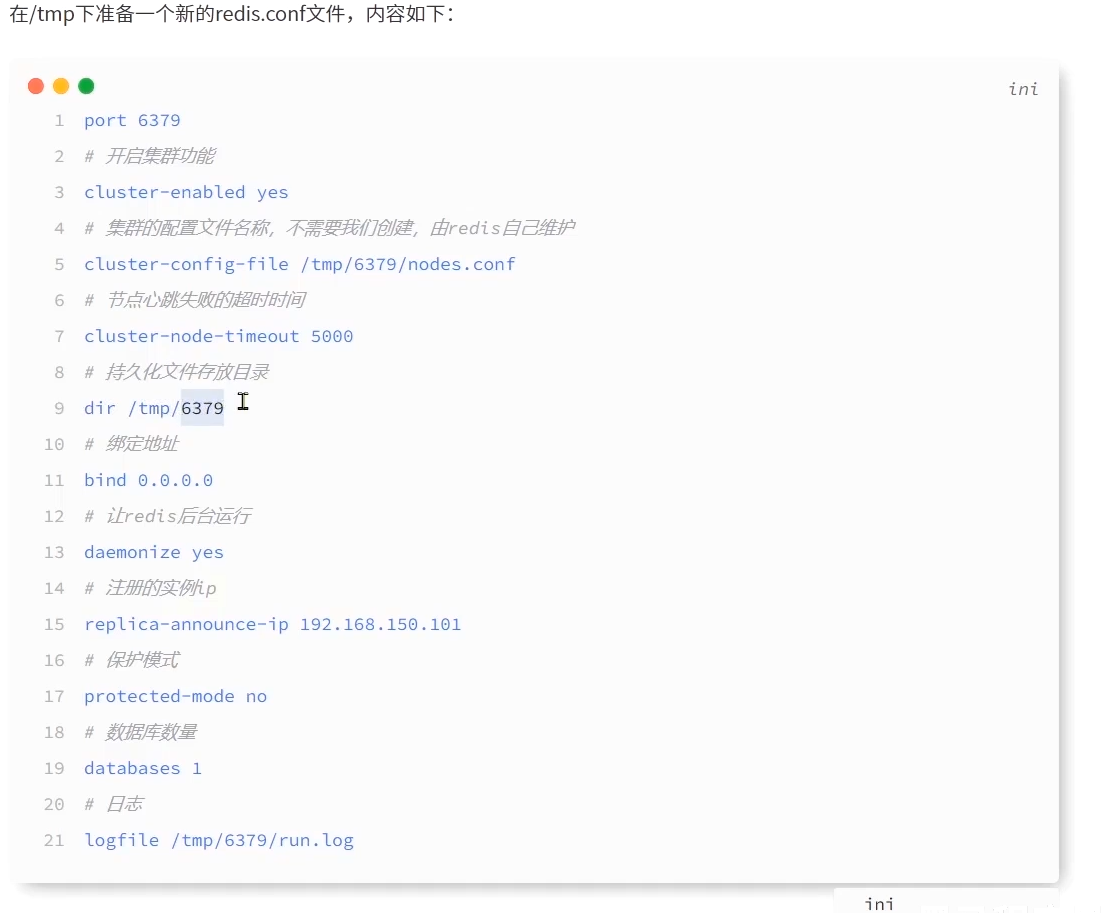 在/tmp下准备一个新的redis.conf文件，内容如下：
ini
1 port 6379
2 # 开启集群功能
3 cluster-enabled yes
4 # 集群的配置文件名称，不需要我们创建，由redis自己维护
5 cluster-config-file /tmp/6379/nodes.conf
6 # 节点心跳失败的超时时间
7 cluster-node-timeout 5000
8 # 持久化文件存放目录
9 dir /tmp/6379
10 # 绑定地址
11 bind 0.0.0.0
12 # 让redis后台运行
13 daemonize yes
14 # 注册的实例ip
15 replica-announce-ip 192.168.150.101
16 # 保护模式
17 protected-mode no
18 # 数据库数量
19 databases 1
20 # 日志
21 logfile /tmp/6379/run.log
ini